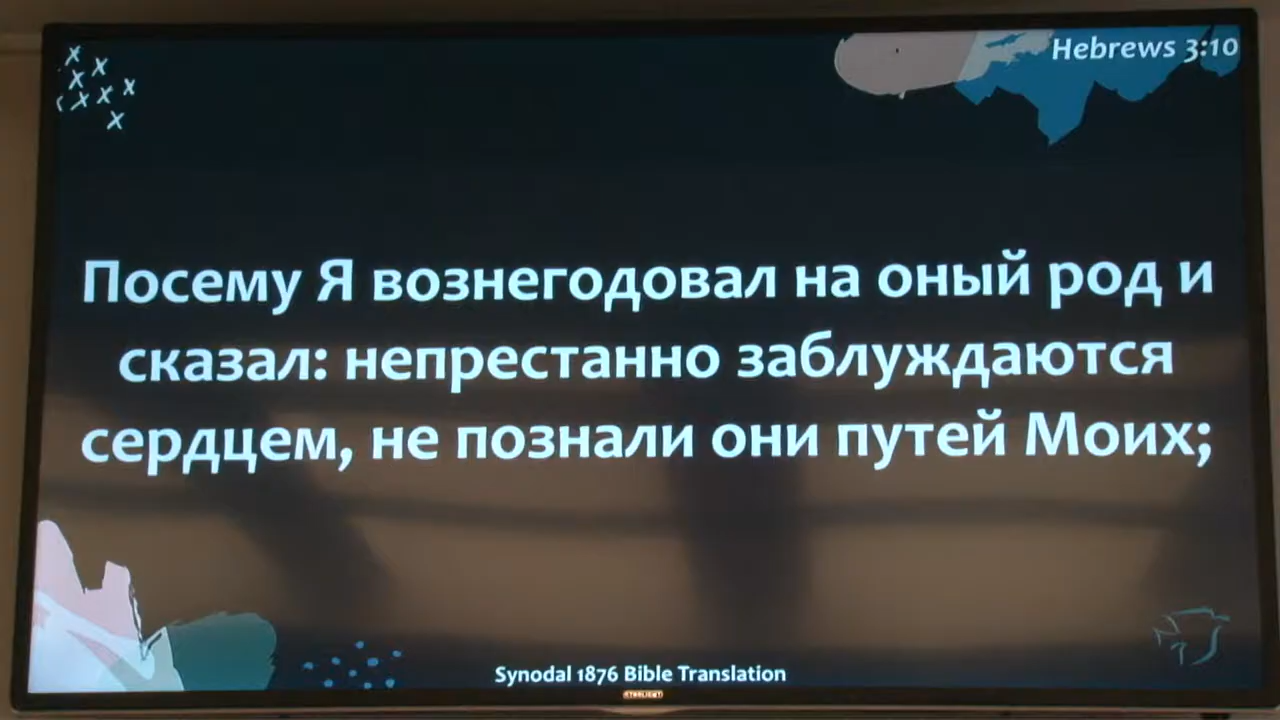 Hebrews 3:10
Посему Я вознегодовал на оный род и
сказал: непрестанно заблуждаются
сердцем, не познали они путей Моих;
Synodal 1876 Bible Translation